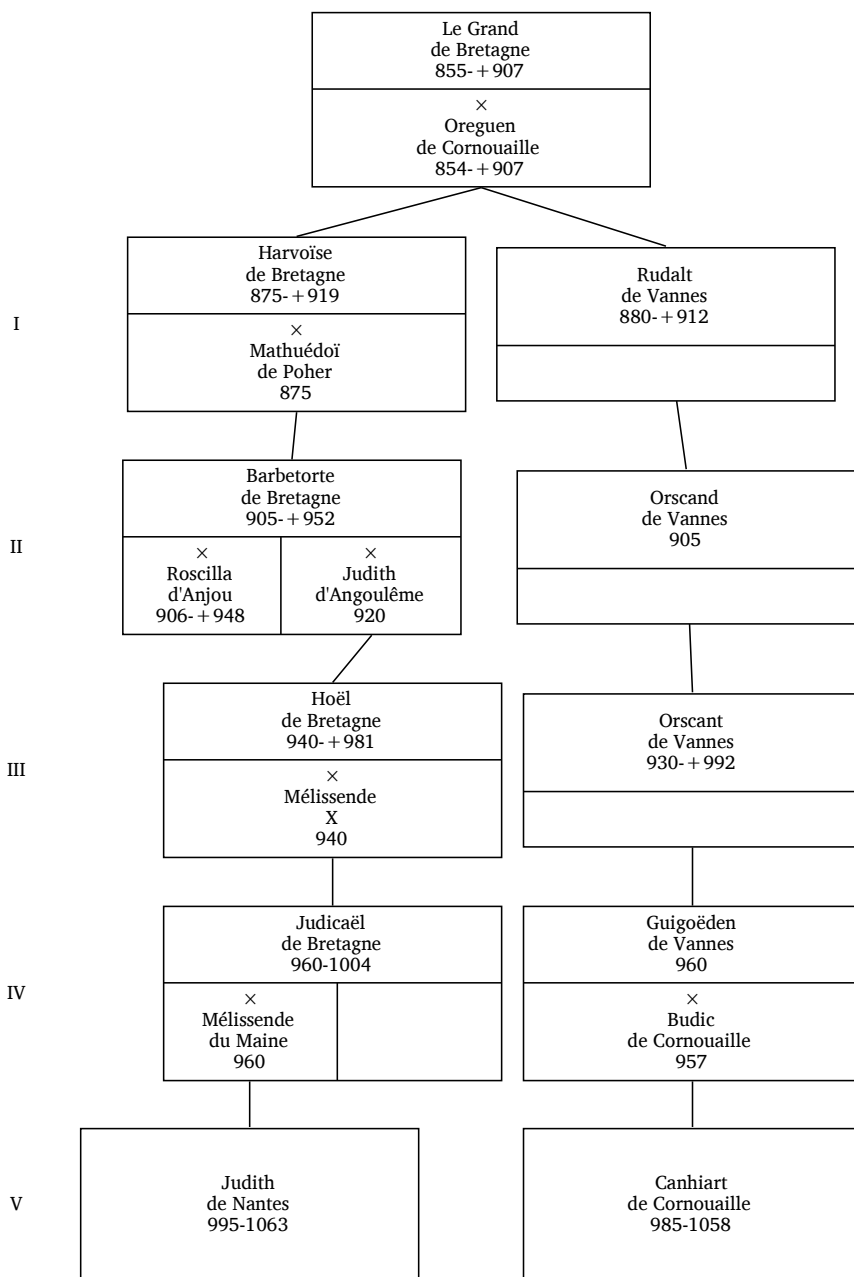 Le Grand
de Bretagne
855-+907
×
Oreguen
de Cornouaille
854-+907
I
Harvoïse
de Bretagne
875-+919
×
Mathuédoï
de Poher
875
Rudalt
de Vannes
880-+912
II
Barbetorte
de Bretagne
905-+952
×
Roscilla
d'Anjou
906-+948
×
Judith
d'Angoulême
920
Orscand
de Vannes
905
III
Hoël
de Bretagne
940-+981
×
Mélissende
X
940
Orscant
de Vannes
930-+992
IV
Judicaël
de Bretagne
960-1004
×
Mélissende
du Maine
960
Guigoëden
de Vannes
960
×
Budic
de Cornouaille
957
V
Judith
de Nantes
995-1063
Canhiart
de Cornouaille
985-1058